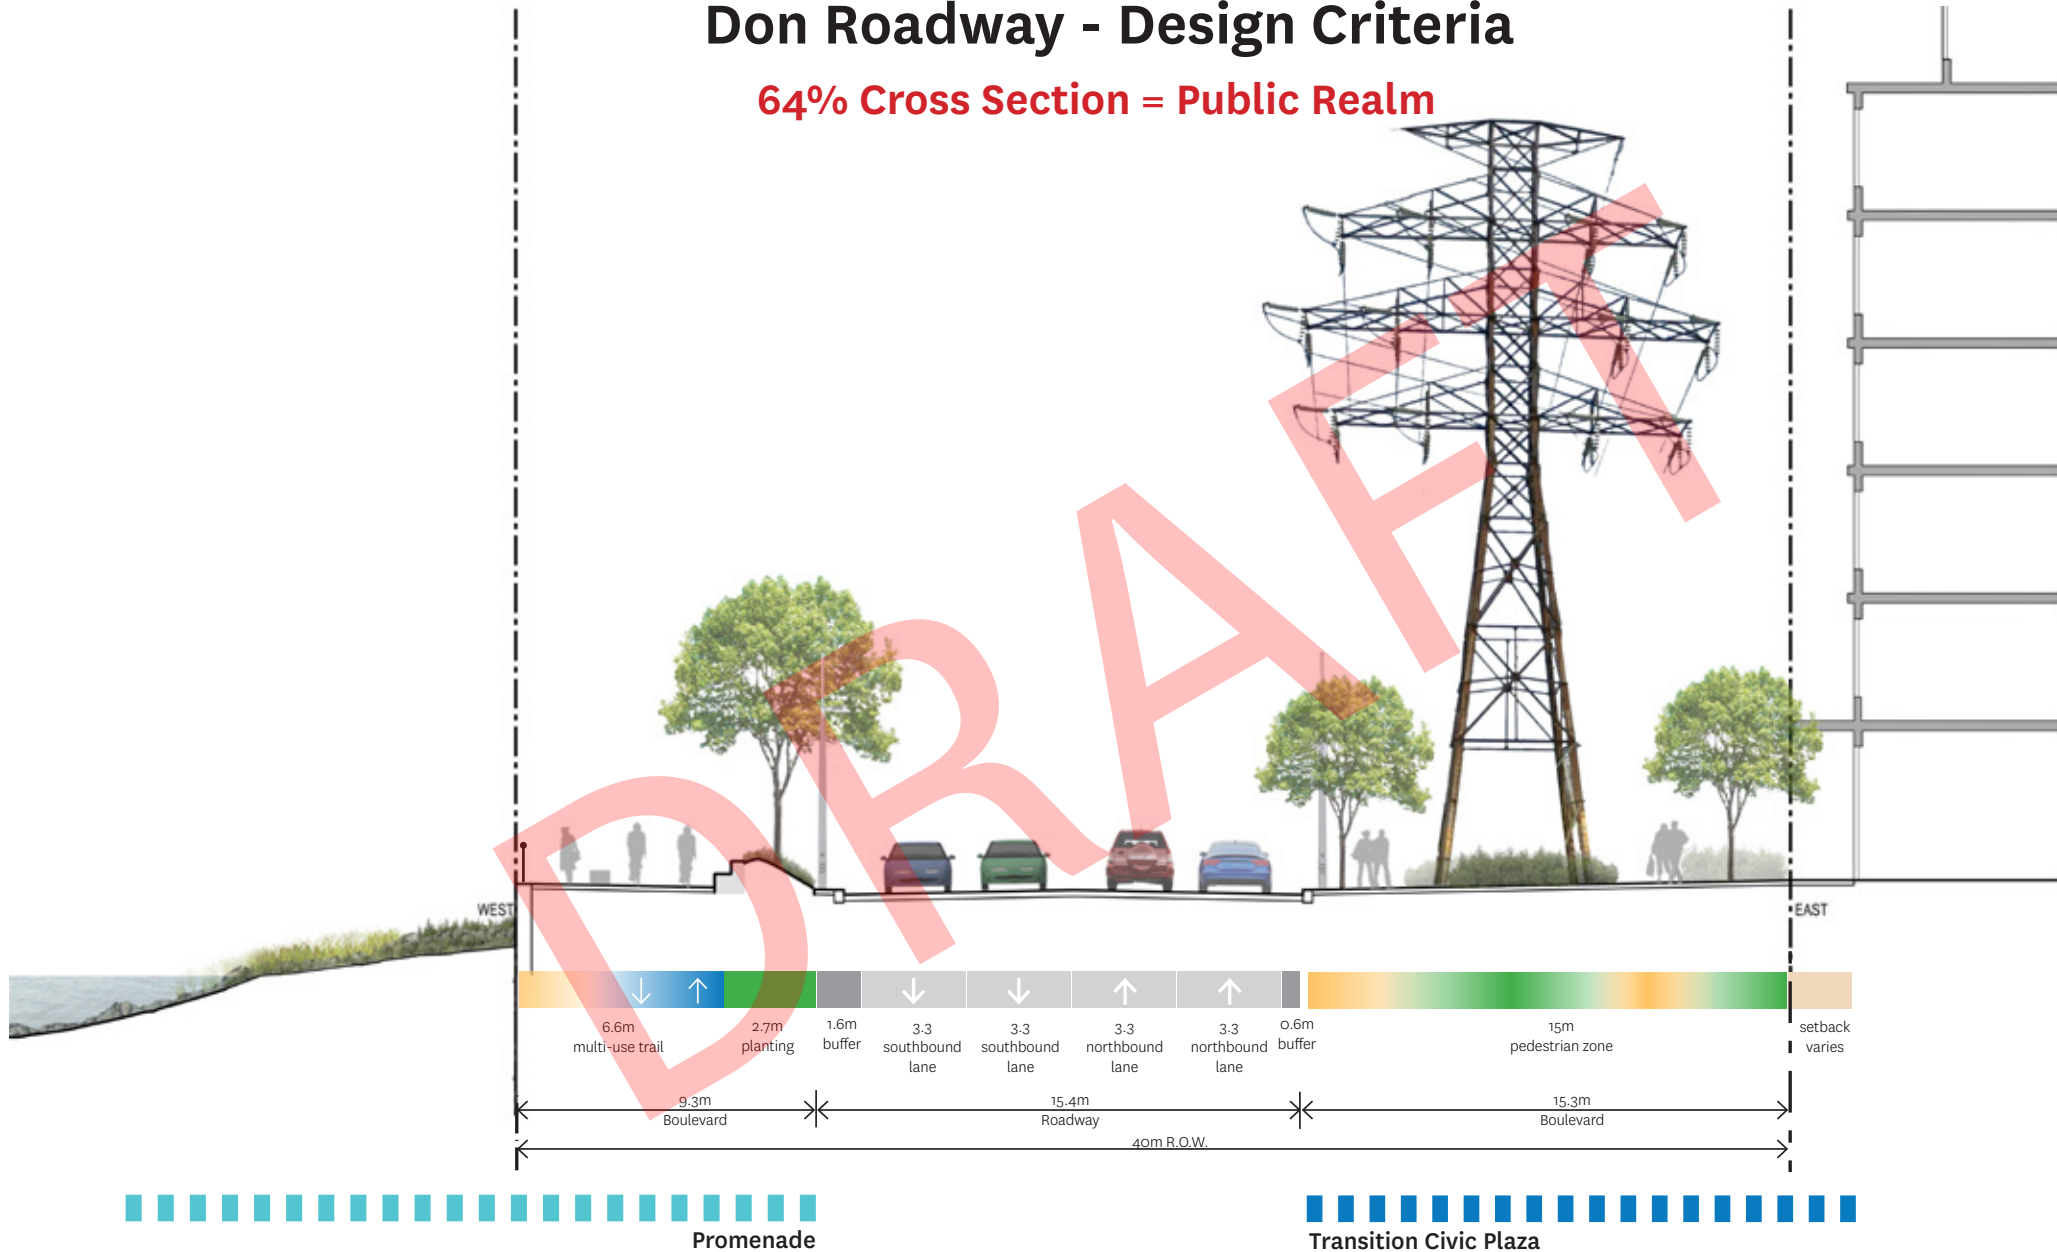 Don Roadway - Design Criteria
64% Cross Section = Public Realm
DRAFT
WEST
EAST
6.6m
multi-use trail
2.7m
planting
1.6m
buffer
3.3
southbound
lane
3.3
southbound
lane
3.3
northbound
lane
3.3
northbound
lane
0.6m
buffer
15m
pedestrian zone
setback
varies
9.3m
Boulevard
15.4m
Roadway
15.3m
Boulevard
40m R.O.W.
Promenade
Transition Civic Plaza